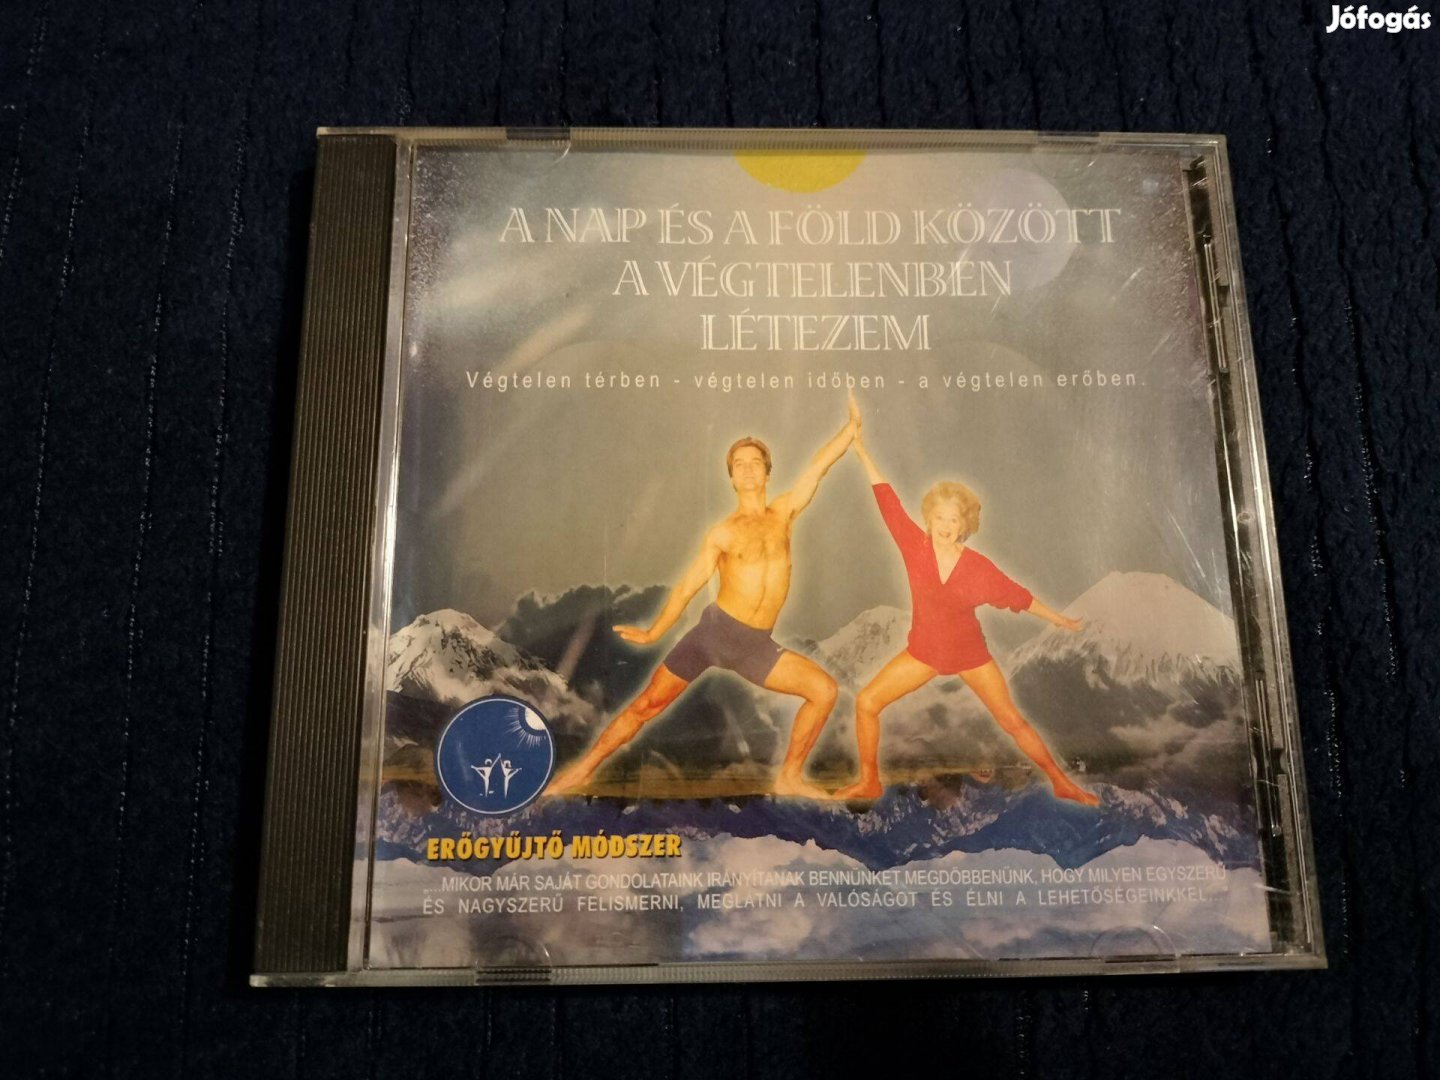 Jófogás
A NAP ÉS A FÖLD KÖZÖTT
A VÉGTELENBEN
LÉTEZEM
Végtelen térben - végtelen időben - a végtelen erőben.
ERŐGYŰJTŐ MÓDSZER
„...MIKOR MÁR SAJÁT GONDOLATAINK IRÁNYÍTANAK BENNÜNKET, MEGDÖBBENÜNK, HOGY MILYEN EGYSZERŰ
ÉS NAGYSZERŰ FELISMERNI, MEGLÁTNI A VALÓSÁGOT ÉS ÉLNI A LEHETŐSÉGEINKKEL...